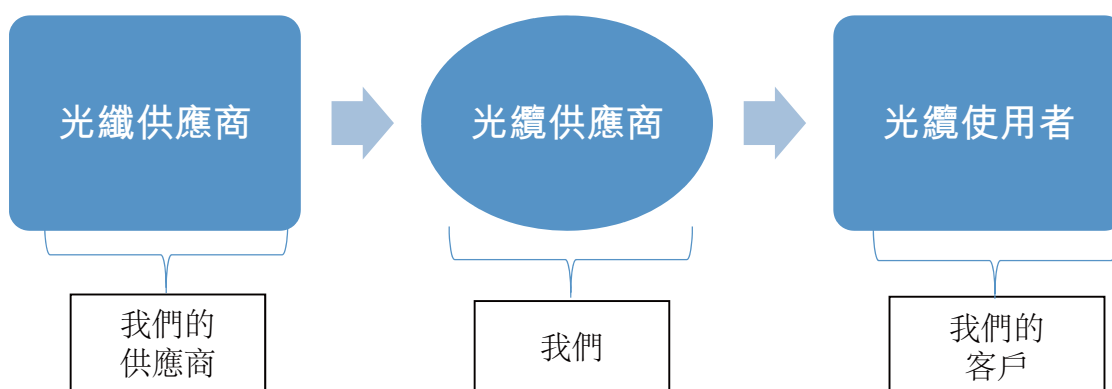 光纖供應商
光纜供應商
光纜使用者
我們的
供應商
我們
我們的
客戶